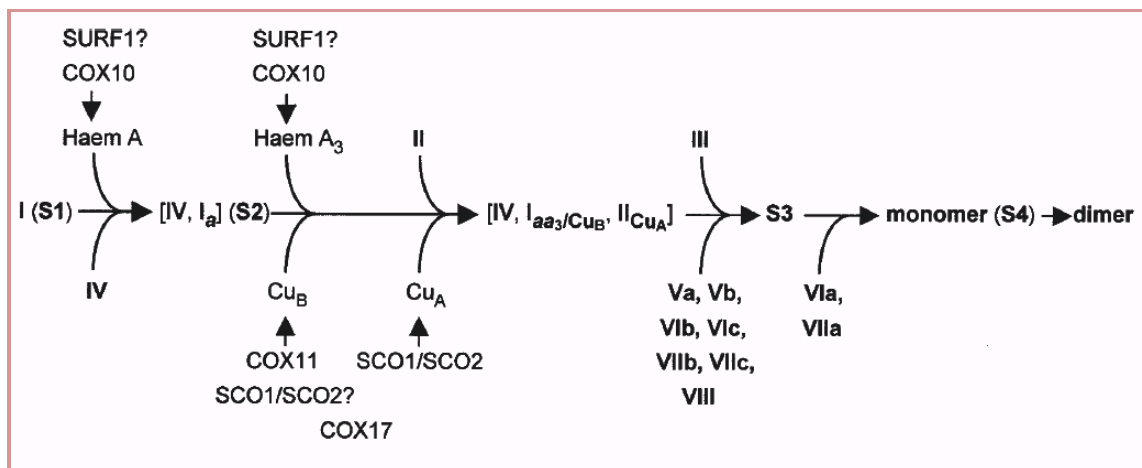 SURF1? SURF1?
COX10 COX10
Haem A Haem A3 II III
I (S1) [IV, Ia] (S2) [IV, Iaa3/CuB, IICuA] S3 monomer (S4) dimer
IV CuB CuA Va, Vb, VIa,
VIb, VIc, VIIa
COX11 SCO1/SCO2 VIIb, VIIc,
SCO1/SCO2? VIII
COX17